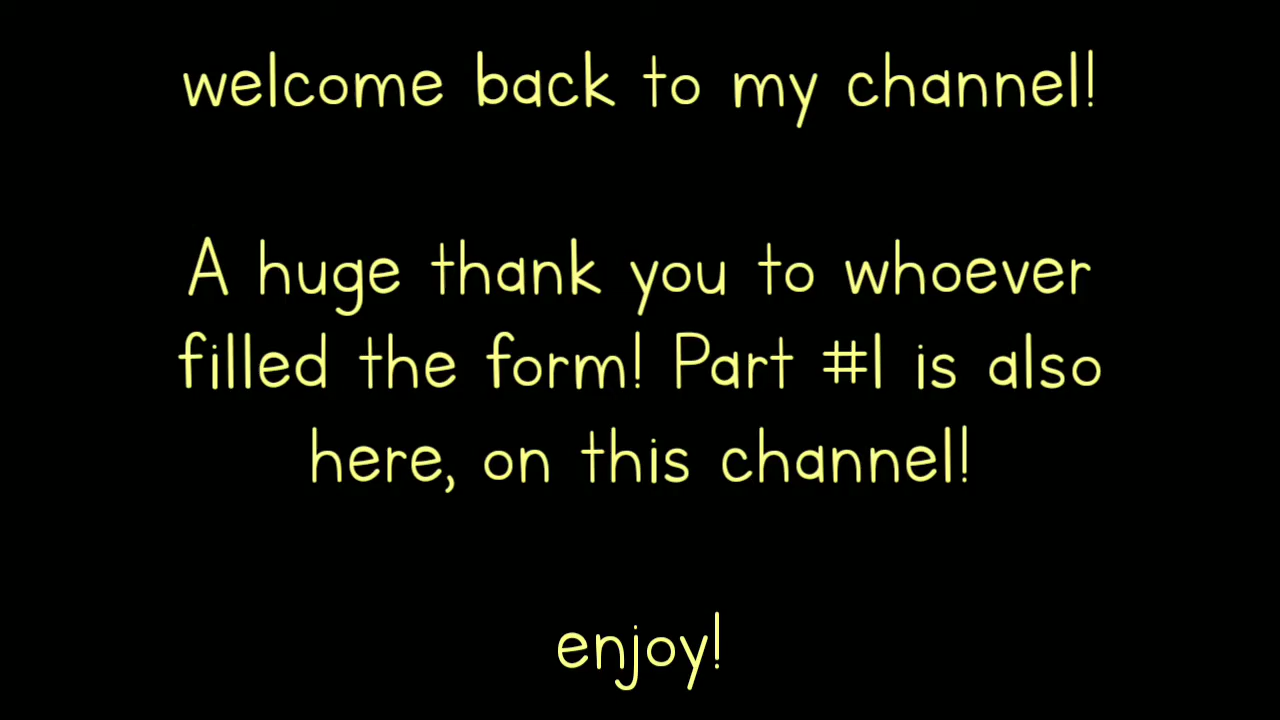 welcome back to my channel!
A huge thank you to whoever
filled the form! Part #1 is also
here, on this channel!
enjoy!